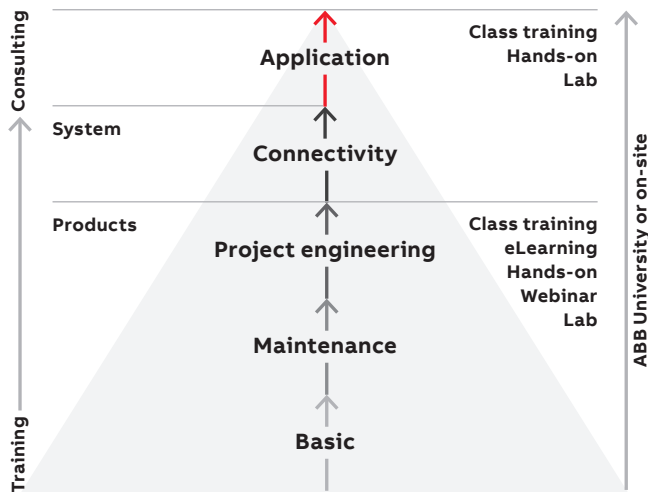 Consulting
Application
Class training
Hands-on
Lab
System
Connectivity
Products
Project engineering
Class training
eLearning
Hands-on
Webinar
Lab
Maintenance
Basic
Training
ABB University or on-site